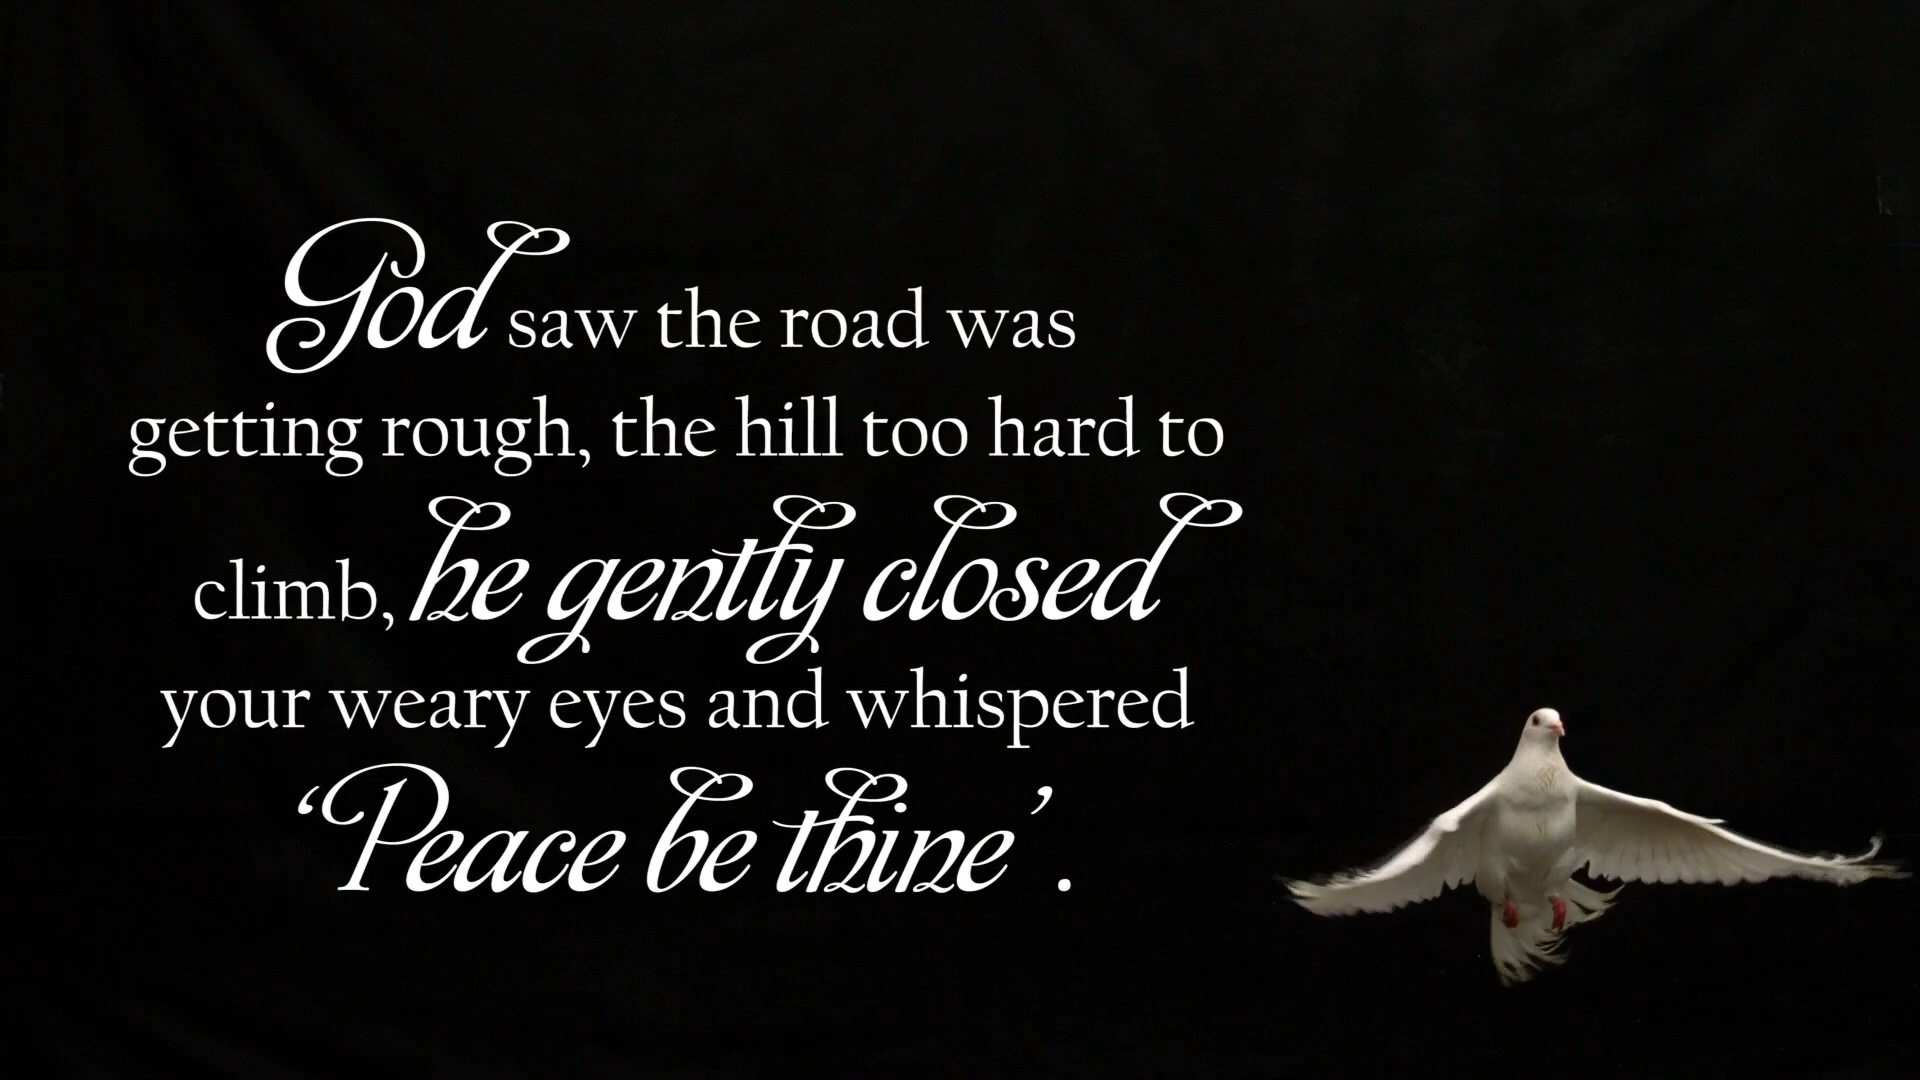 God saw the road was
getting rough, the hill too hard to
climb, he gently closed
your weary eyes and whispered
‘Peace be thine’.